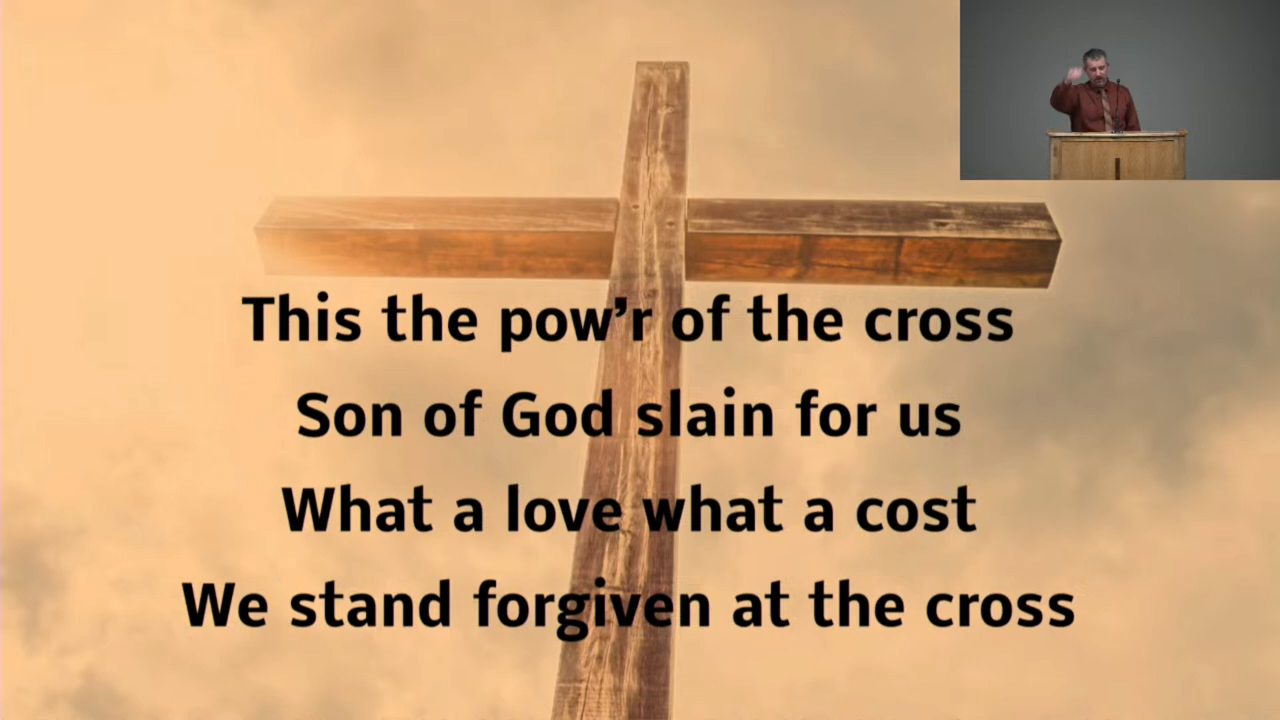 This the pow’r of the cross
Son of God slain for us
What a love what a cost
We stand forgiven at the cross